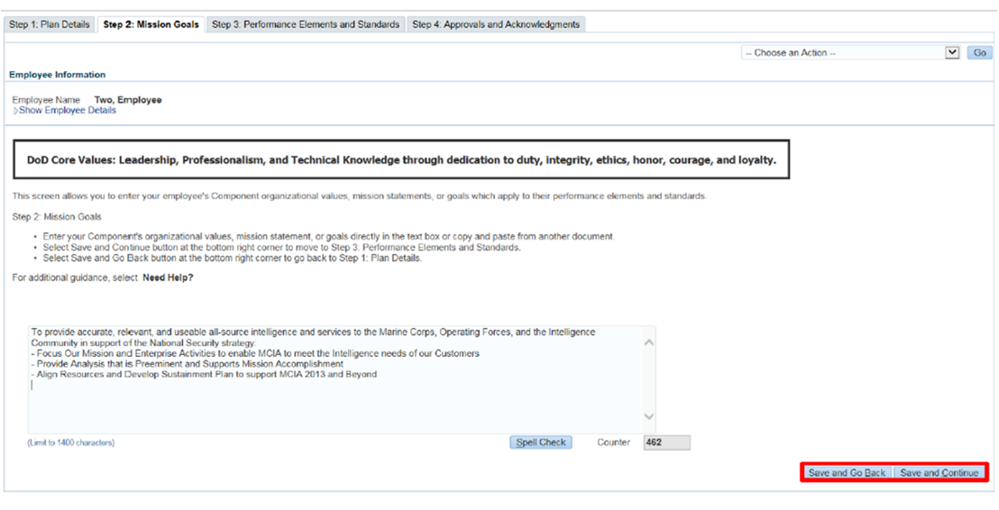 Step 1: Plan Details Step 2: Mission Goals Step 3: Performance Elements and Standards Step 4: Approvals and Acknowledgments
-- Choose an Action -- Go
Employee Information
Employee Name Two, Employee
Show Employee Details
DoD Core Values: Leadership, Professionalism, and Technical Knowledge through dedication to duty, integrity, ethics, honor, courage, and loyalty.
This screen allows you to enter your employee's Component organizational values, mission statements, or goals which apply to their performance elements and standards.
Step 2: Mission Goals
• Enter your Component's organizational values, mission statement, or goals directly in the text box or copy and paste from another document.
• Select Save and Continue button at the bottom right corner to move to Step 3: Performance Elements and Standards.
• Select Save and Go Back button at the bottom right corner to go back to Step 1: Plan Details.
For additional guidance, select Need Help?
To provide accurate, relevant, and useable all-source intelligence and services to the Marine Corps, Operating Forces, and the Intelligence
Community in support of the National Security strategy:
- Focus Our Mission and Enterprise Activities to enable MCIA to meet the Intelligence needs of our Customers
- Provide Analysis that is Preeminent and Supports Mission Accomplishment
- Align Resources and Develop Sustainment Plan to support MCIA 2013 and Beyond
(Limit to 1400 characters) Spell Check Counter 462
Save and Go Back Save and Continue